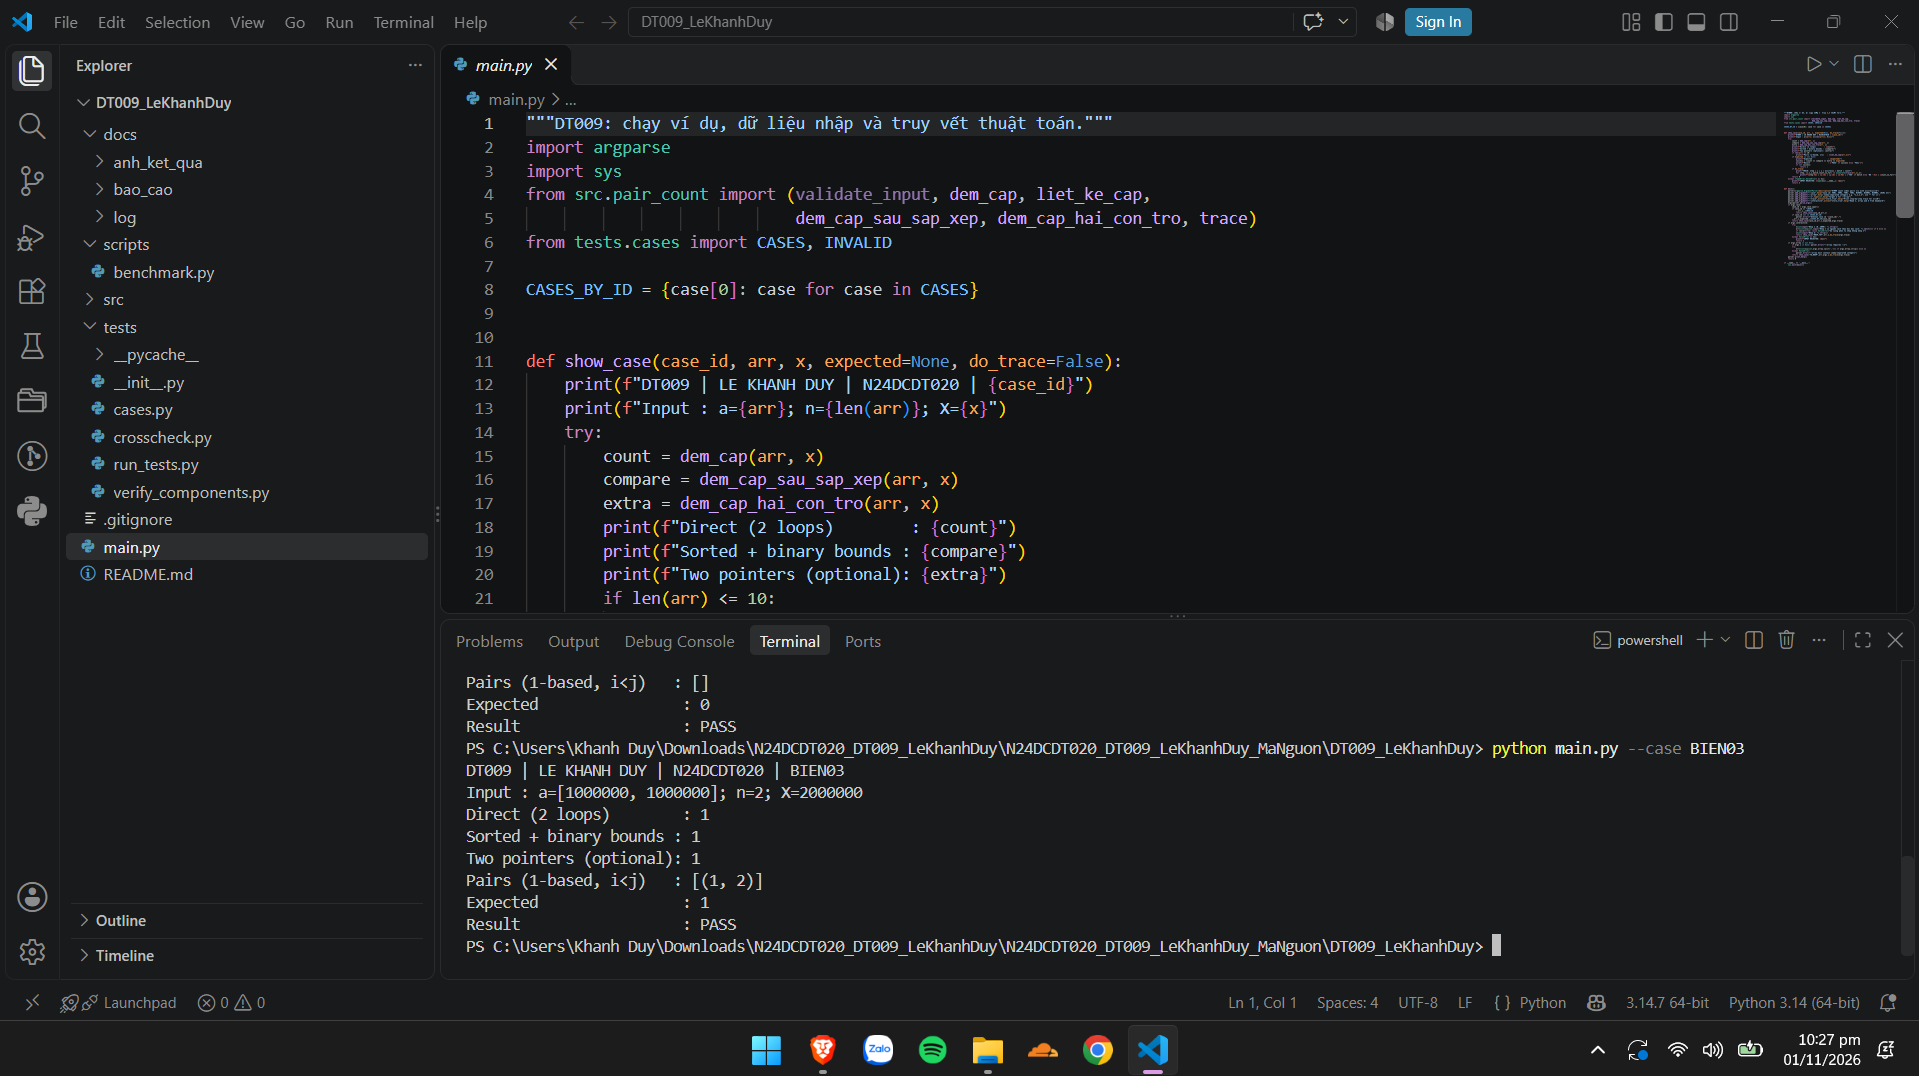 File Edit Selection View Go Run Terminal Help
DT009_LeKhanhDuy
Sign In
Explorer
DT009_LeKhanhDuy
docs
anh_ket_qua
bao_cao
log
scripts
benchmark.py
src
tests
__pycache__
__init__.py
cases.py
crosscheck.py
run_tests.py
verify_components.py
.gitignore
main.py
README.md
Outline
Timeline
main.py
main.py > ...
1 """DT009: chạy ví dụ, dữ liệu nhập và truy vết thuật toán."""
2 import argparse
3 import sys
4 from src.pair_count import (validate_input, dem_cap, liet_ke_cap,
5 dem_cap_sau_sap_xep, dem_cap_hai_con_tro, trace)
6 from tests.cases import CASES, INVALID
7
8 CASES_BY_ID = {case[0]: case for case in CASES}
9
10
11 def show_case(case_id, arr, x, expected=None, do_trace=False):
12 print(f"DT009 | LE KHANH DUY | N24DCDT020 | {case_id}")
13 print(f"Input : a={arr}; n={len(arr)}; X={x}")
14 try:
15 count = dem_cap(arr, x)
16 compare = dem_cap_sau_sap_xep(arr, x)
17 extra = dem_cap_hai_con_tro(arr, x)
18 print(f"Direct (2 loops)        : {count}")
19 print(f"Sorted + binary bounds : {compare}")
20 print(f"Two pointers (optional): {extra}")
21 if len(arr) <= 10:
Problems Output Debug Console Terminal Ports
powershell
Pairs (1-based, i<j)   : []
Expected               : 0
Result                 : PASS
PS C:\Users\Khanh Duy\Downloads\N24DCDT020_DT009_LeKhanhDuy\N24DCDT020_DT009_LeKhanhDuy_MaNguon\DT009_LeKhanhDuy> python main.py --case BIEN03
DT009 | LE KHANH DUY | N24DCDT020 | BIEN03
Input : a=[1000000, 1000000]; n=2; X=2000000
Direct (2 loops)       : 1
Sorted + binary bounds : 1
Two pointers (optional): 1
Pairs (1-based, i<j)   : [(1, 2)]
Expected               : 1
Result                 : PASS
PS C:\Users\Khanh Duy\Downloads\N24DCDT020_DT009_LeKhanhDuy\N24DCDT020_DT009_LeKhanhDuy_MaNguon\DT009_LeKhanhDuy>
Launchpad 0 0 Ln 1, Col 1 Spaces: 4 UTF-8 LF { } Python 3.14.7 64-bit Python 3.14 (64-bit)
Zalo
10:27 pm
01/11/2026